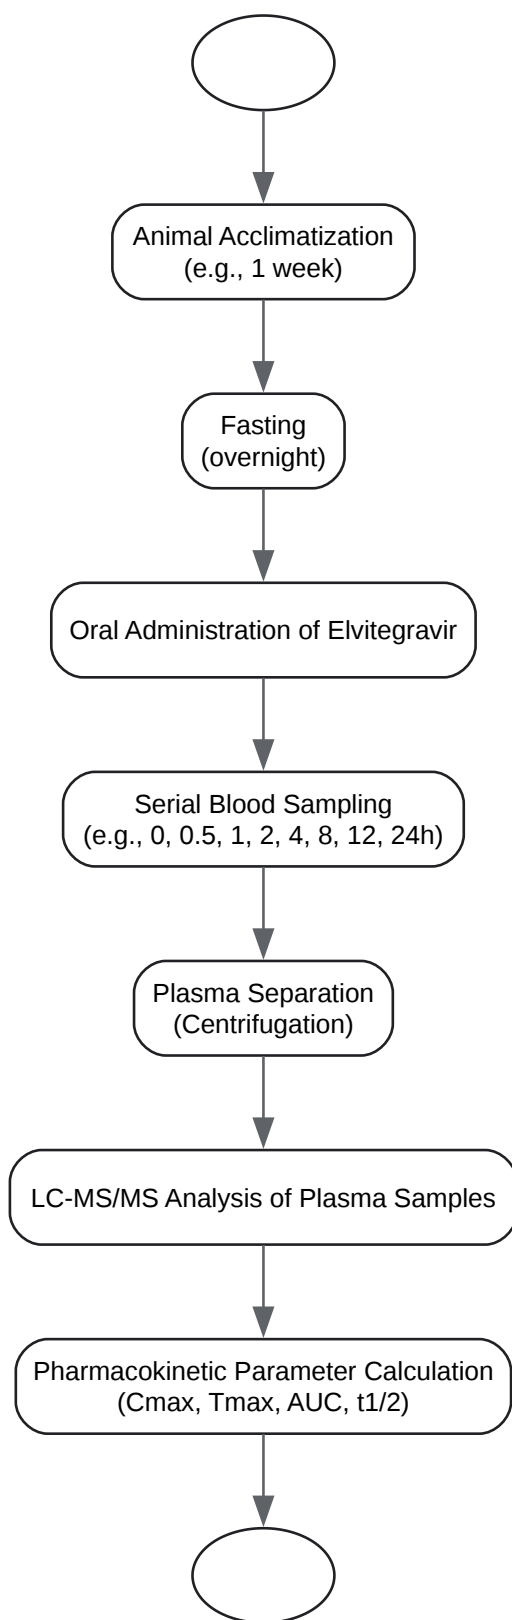 Animal Acclimatization
(e.g., 1 week)
Fasting
(overnight)
Oral Administration of Elvitegravir
Serial Blood Sampling
(e.g., 0, 0.5, 1, 2, 4, 8, 12, 24h)
Plasma Separation
(Centrifugation)
LC-MS/MS Analysis of Plasma Samples
Pharmacokinetic Parameter Calculation
(Cmax, Tmax, AUC, t1/2)